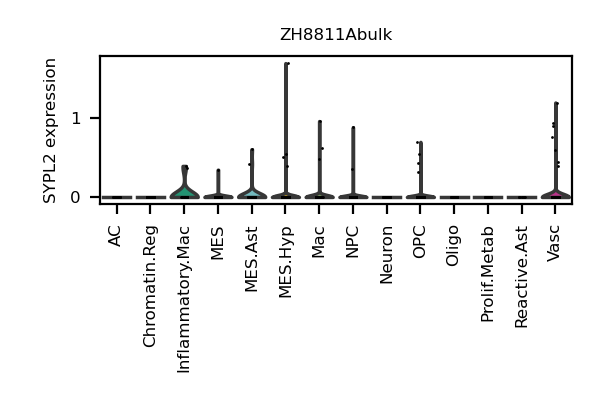 ZH8811Abulk
SYPL2 expression
1
0
AC
Chromatin.Reg
Inflammatory.Mac
MES
MES.Ast
MES.Hyp
Mac
NPC
Neuron
OPC
Oligo
Prolif.Metab
Reactive.Ast
Vasc